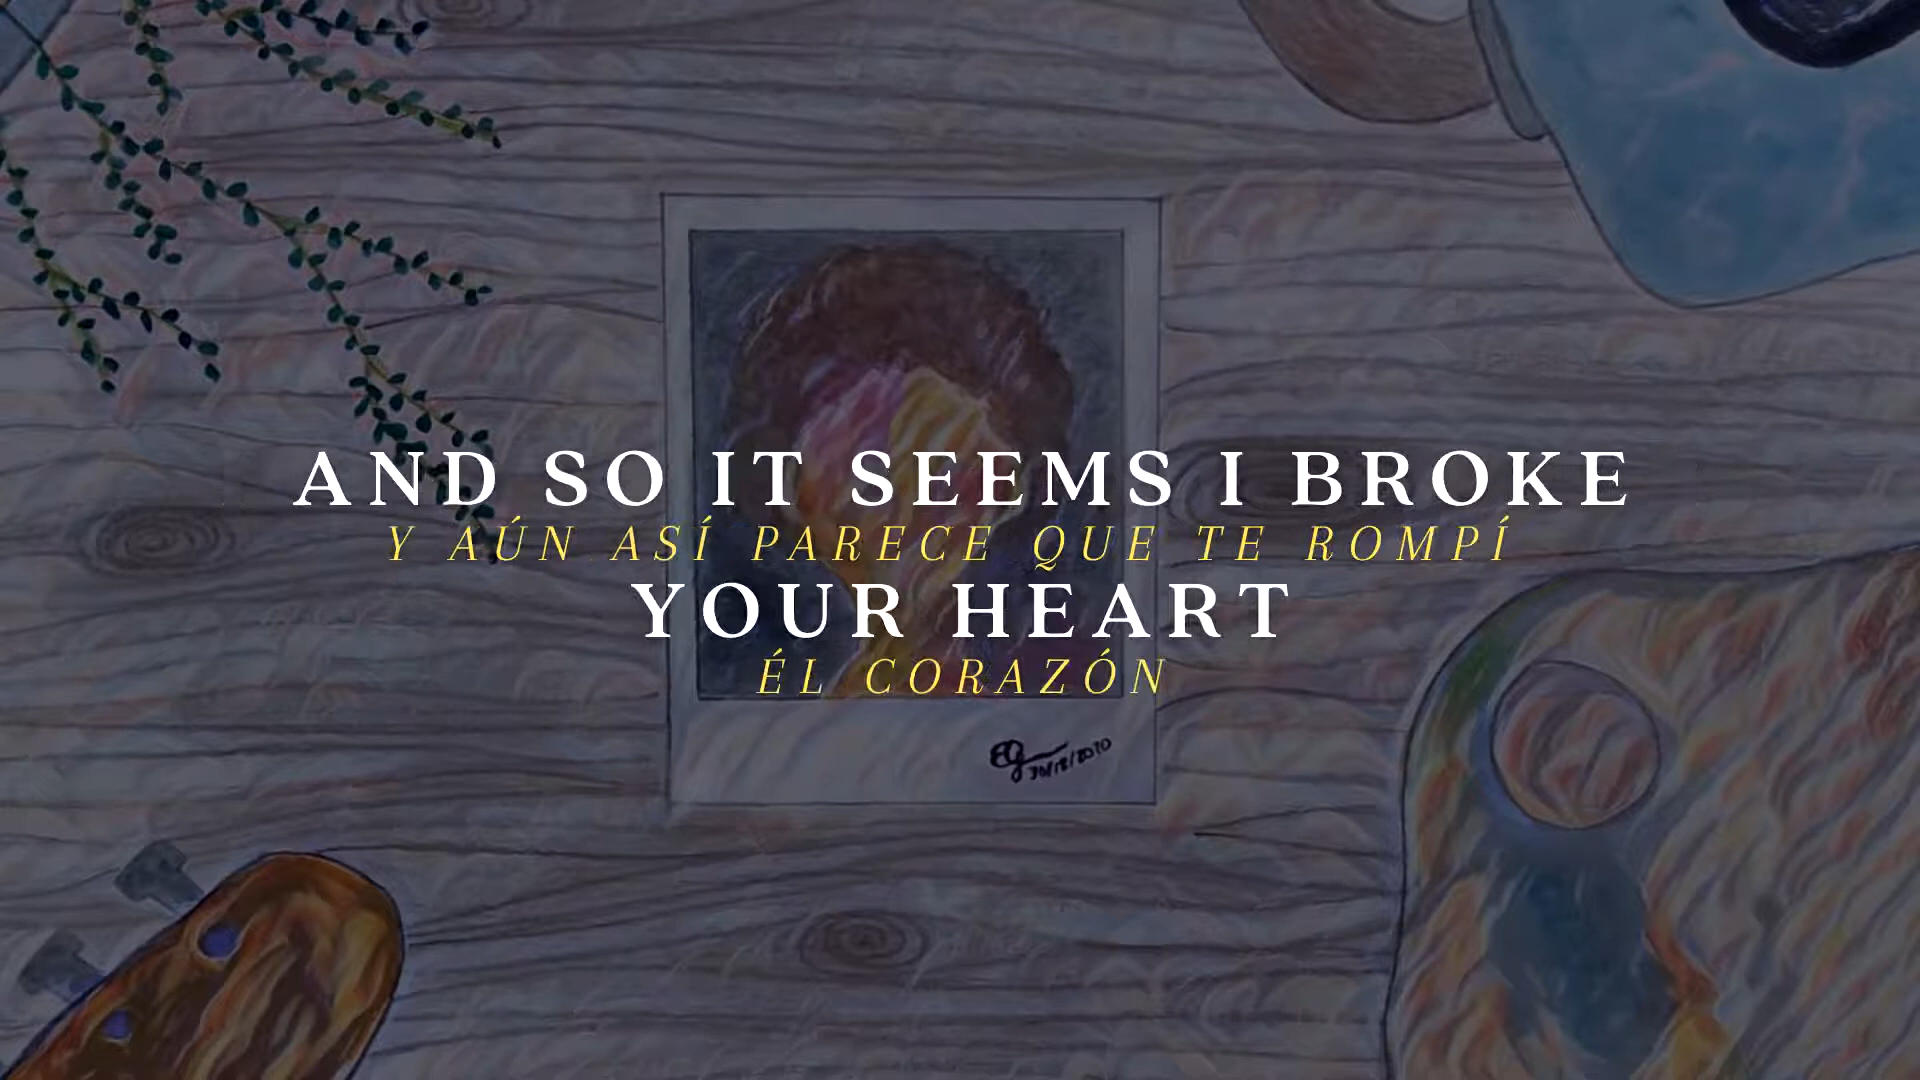 AND SO IT SEEMS I BROKE
Y AÚN ASÍ PARECE QUE TE ROMPÍ
YOUR HEART
ÉL CORAZÓN